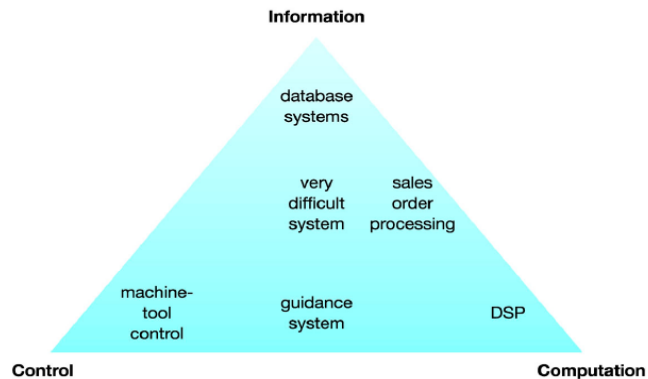 Information
database
systems
very
difficult
system
sales
order
processing
machine-
tool
control
guidance
system
DSP
Control
Computation